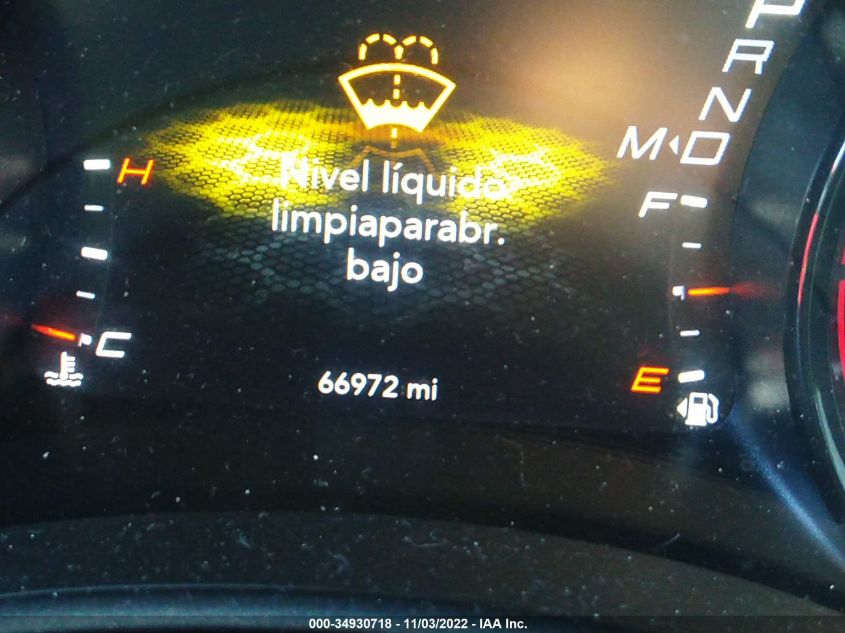 P
R
N
M D
H
F
Nivel líquido
limpiaparabr.
bajo
C
66972 mi
E
000-34930718 - 11/03/2022 - IAA Inc.